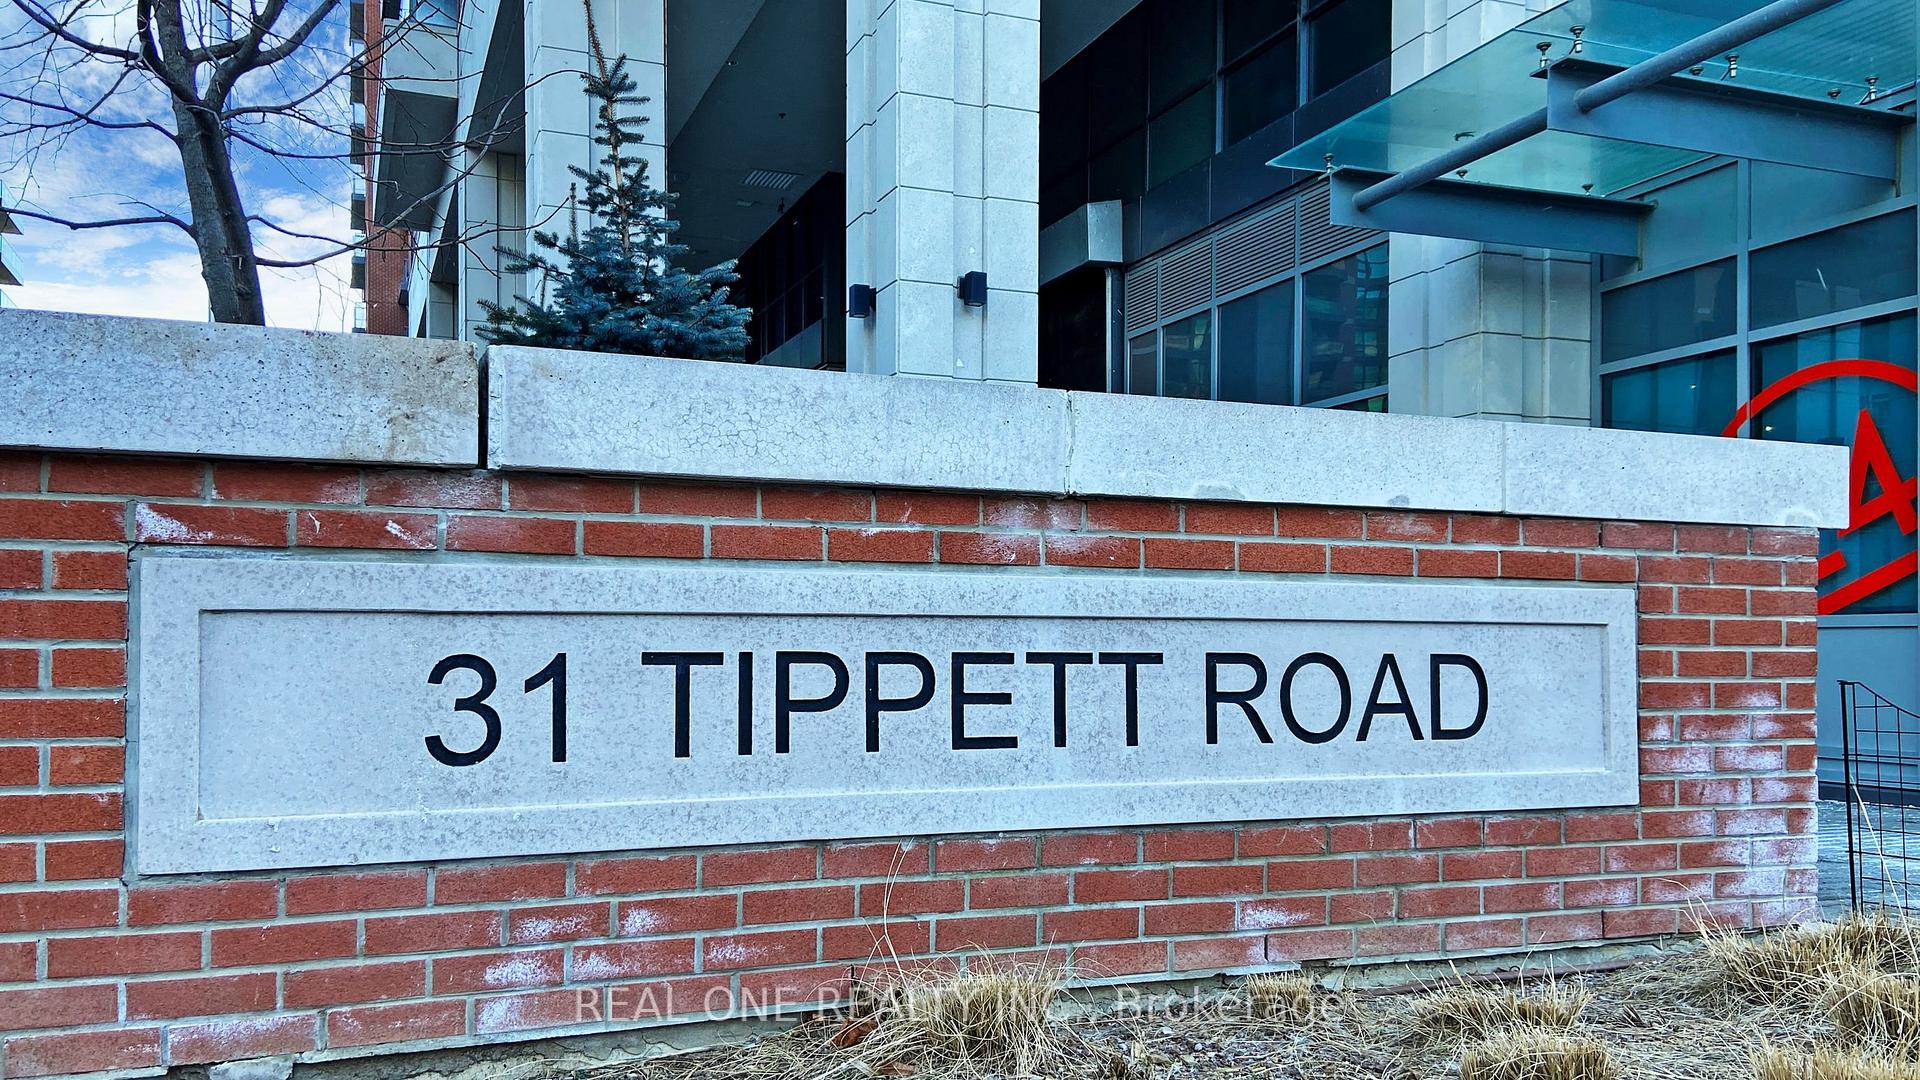 31 TIPPETT ROAD
REAL ONE REALTY INC., Brokerage